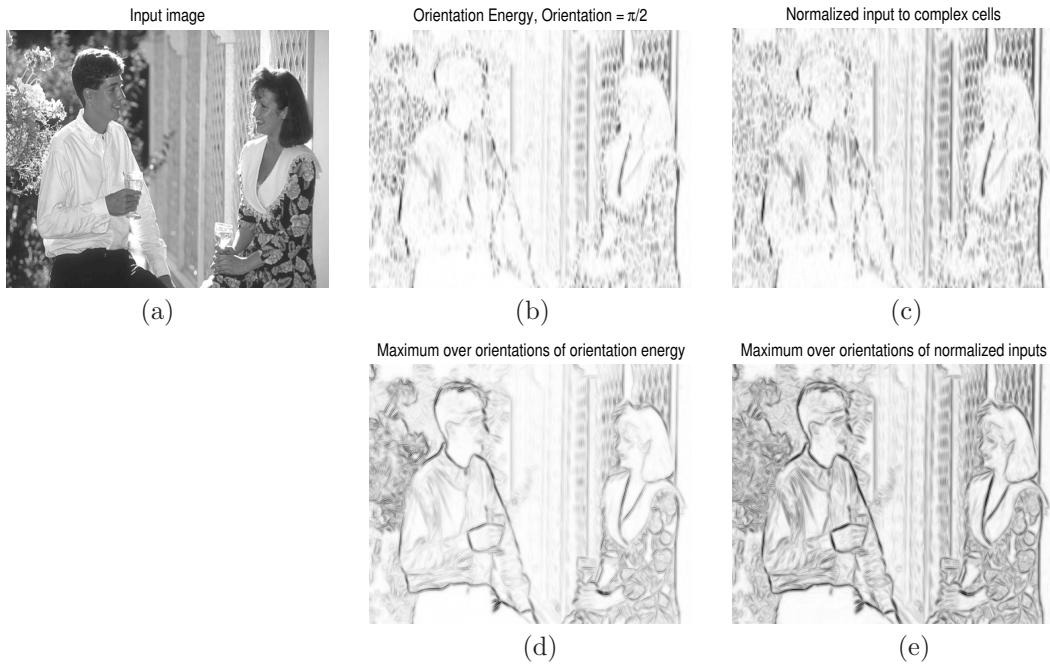 Input image
Orientation Energy, Orientation = π/2
Normalized input to complex cells
(a)
(b)
(c)
Maximum over orientations of orientation energy
Maximum over orientations of normalized inputs
(d)
(e)